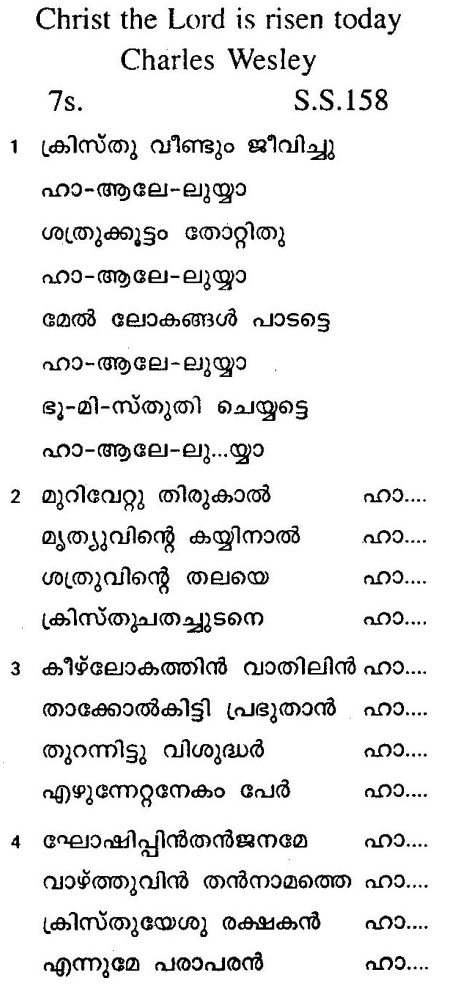 Christ the Lord is risen today
Charles Wesley
7s. S.S.158
1 ക്രിസ്തു വീണ്ടും ജീവിച്ചു
ഹാ-ആലേ-ലുയ്യാ
ശത്രുക്കൂട്ടം തോറ്റിതു
ഹാ-ആലേ-ലുയ്യാ
മേൽ ലോകങ്ങൾ പാടട്ടെ
ഹാ-ആലേ-ലുയ്യാ
ഭൂ-മി-സ്തുതി ചെയ്യട്ടെ
ഹാ-ആലേ-ലു...യ്യാ
2 മുറിവേറ്റു തിരുകാൽ ഹാ....
മൃത്യുവിന്റെ കയ്യിനാൽ ഹാ....
ശത്രുവിന്റെ തലയെ ഹാ....
ക്രിസ്തുചതച്ചുടനെ ഹാ....
3 കീഴ്ലോകത്തിൻ വാതിലിൻ ഹാ....
താക്കോൽകിട്ടി പ്രഭുതാൻ ഹാ....
തുറന്നിട്ടു വിശുദ്ധർ ഹാ....
എഴുന്നേറ്റനേകം പേർ ഹാ....
4 ഘോഷിപ്പിൻതൻജനമേ ഹാ....
വാഴ്ത്തുവിൻ തൻനാമത്തെ ഹാ....
ക്രിസ്തുയേശു രക്ഷകൻ ഹാ....
എന്നുമേ പരാപരൻ ഹാ....